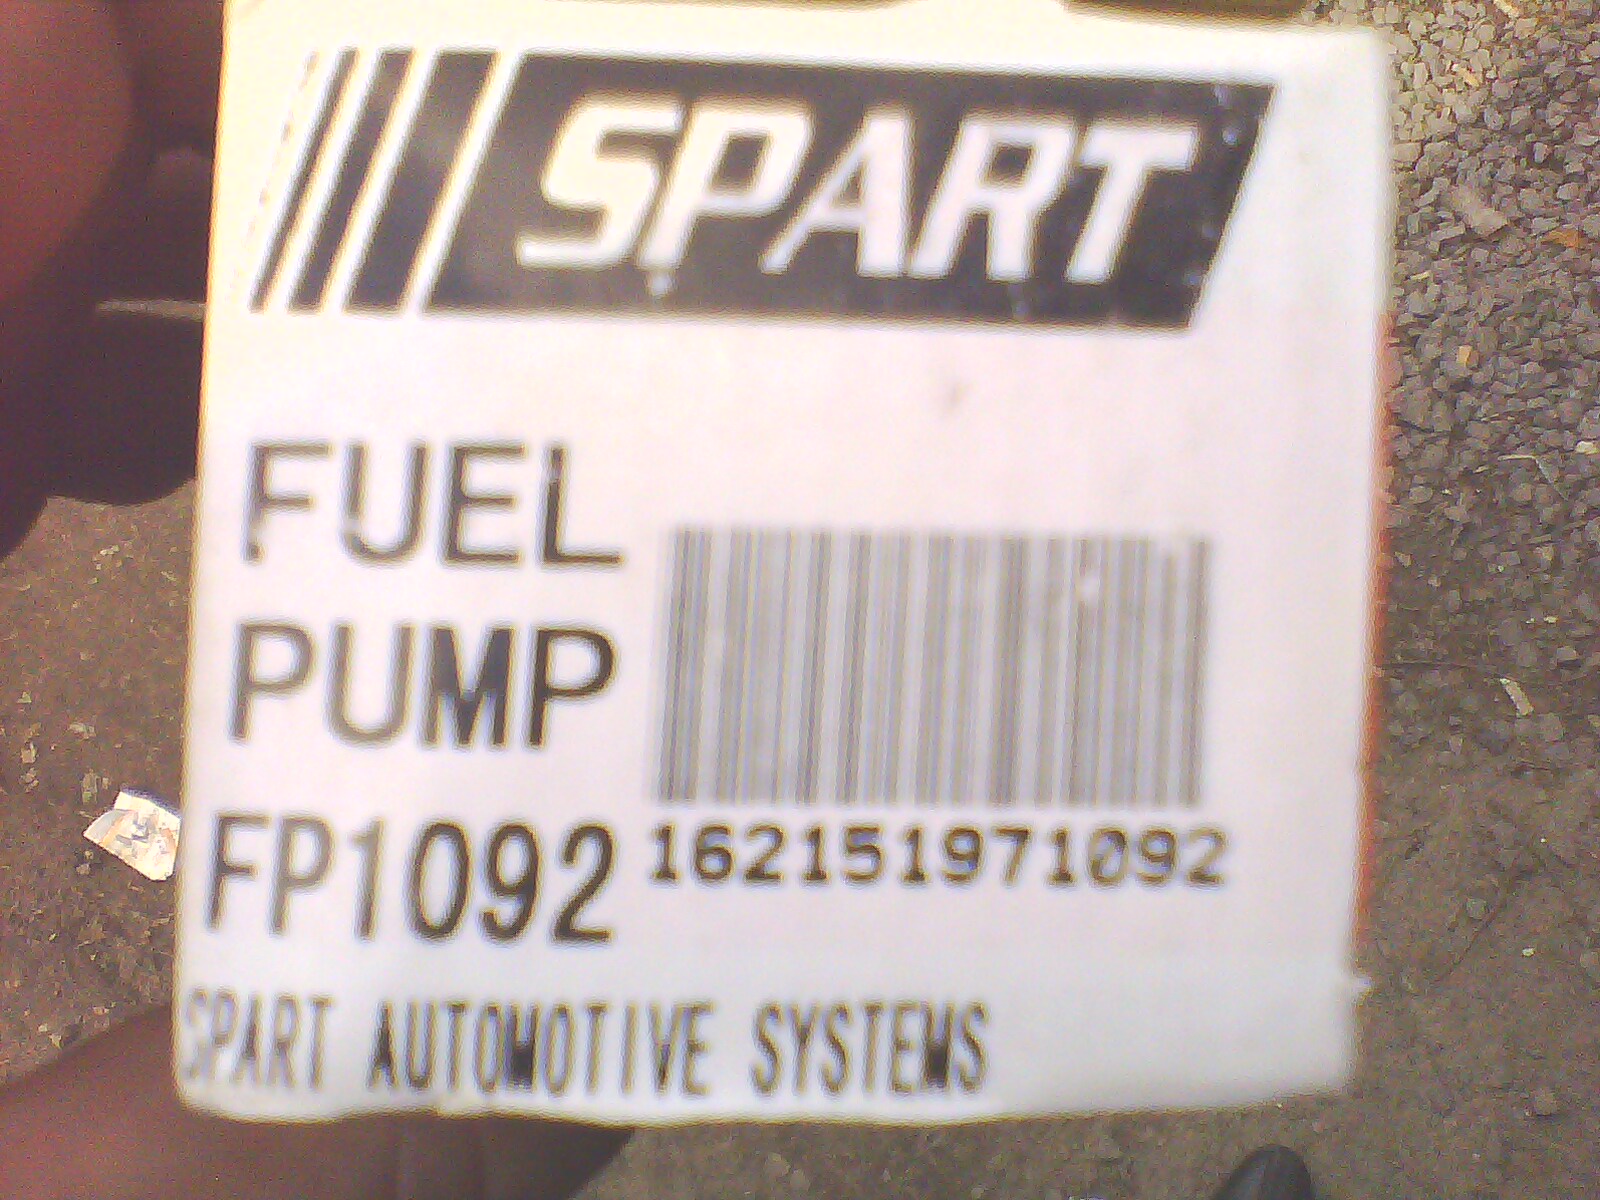 SPART
FUEL
PUMP
FP1092
162151971092
SPART AUTOMOTIVE SYSTEMS